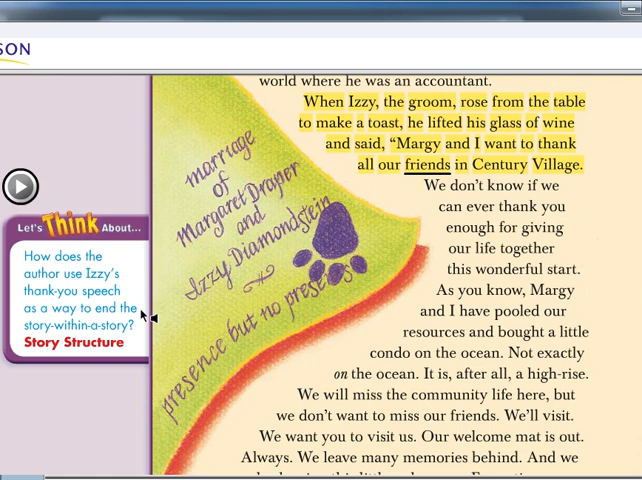 SON
world where he was an accountant.
When Izzy, the groom, rose from the table
to make a toast, he lifted his glass of wine
and said, “Margy and I want to thank
all our friends in Century Village.
We don’t know if we
can ever thank you
enough for giving
our life together
this wonderful start.
As you know, Margy
and I have pooled our
resources and bought a little
condo on the ocean. Not exactly
on the ocean. It is, after all, a high-rise.
We will miss the community life here, but
we don’t want to miss our friends. We’ll visit.
We want you to visit us. Our welcome mat is out.
Always. We leave many memories behind. And we
marriage
of
Margaret Draper
and
Izzy Diamondstein
presence but no presents
Let’s Think About...
How does the
author use Izzy’s
thank-you speech
as a way to end the
story-within-a-story?
Story Structure